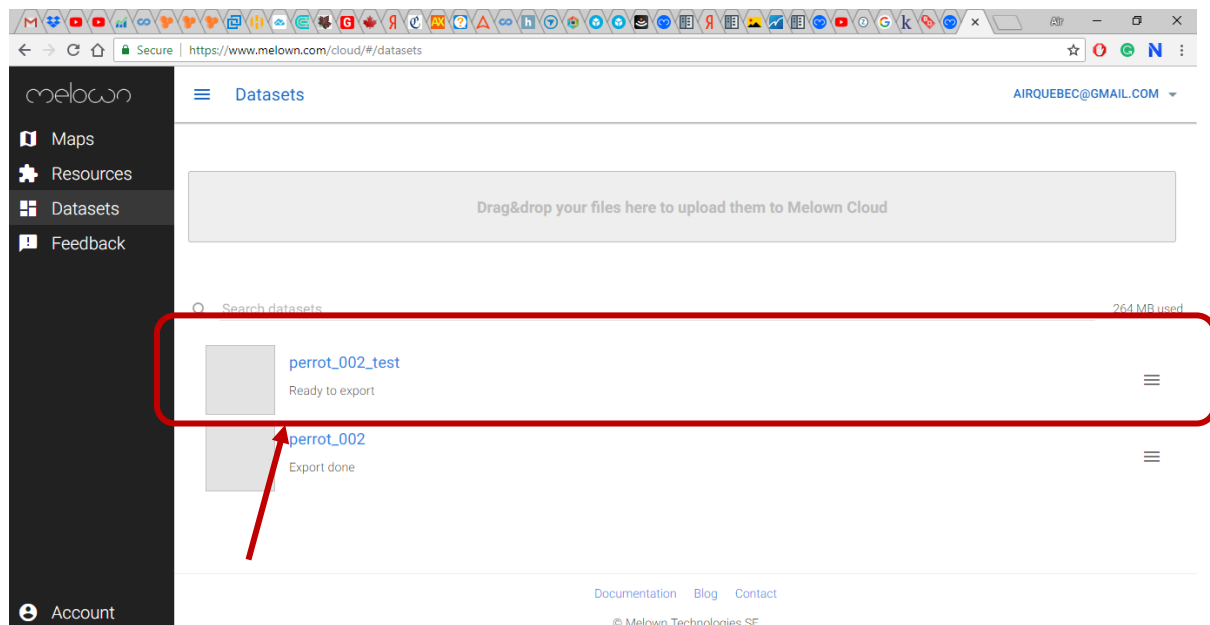 Air
Secure | https://www.melown.com/cloud/#/datasets
melown
Datasets
AIRQUEBEC@GMAIL.COM
Maps
Resources
Datasets
Feedback
Drag&drop your files here to upload them to Melown Cloud
Search datasets
264 MB used
perrot_002_test
Ready to export
perrot_002
Export done
Documentation Blog Contact
Account
© Melown Technologies SE